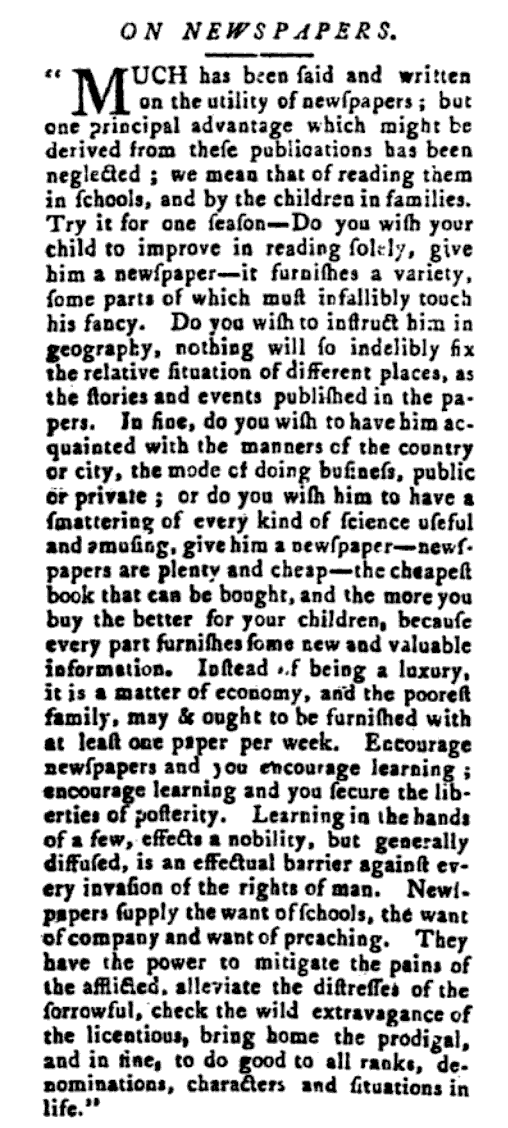 ON NEWSPAPERS.
“MUCH has been ſaid and written
on the utility of newſpapers; but
one principal advantage which might be
derived from theſe publications has been
neglected; we mean that of reading them
in ſchools, and by the children in families.
Try it for one ſeaſon—Do you wiſh your
child to improve in reading ſolely, give
him a newſpaper—it furniſhes a variety,
ſome parts of which muſt infallibly touch
his fancy. Do you wiſh to inſtruct him in
geography, nothing will ſo indelibly fix
the relative ſituation of different places, as
the ſtories and events publiſhed in the pa-
pers. In fine, do you wiſh to have him ac-
quainted with the manners of the country
or city, the mode of doing buſineſs, public
or private; or do you wiſh him to have a
ſmattering of every kind of ſcience uſeful
and amuſing, give him a newſpaper—newſ-
papers are plenty and cheap—the cheapeſt
book that can be bought, and the more you
buy the better for your children, becauſe
every part furniſhes ſome new and valuable
information. Inſtead of being a luxury,
it is a matter of economy, and the pooreſt
family, may & ought to be furniſhed with
at leaſt one paper per week. Encourage
newſpapers and you encourage learning;
encourage learning and you ſecure the lib-
erties of poſterity. Learning in the hands
of a few, effects a nobility, but generally
diffuſed, is an effectual barrier againſt ev-
ery invaſion of the rights of man. Newſ-
papers ſupply the want of ſchools, the want
of company and want of preaching. They
have the power to mitigate the pains of
the afflicted, alleviate the diſtreſſes of the
ſorrowful, check the wild extravagance of
the licentious, bring home the prodigal,
and in fine, to do good to all ranks, de-
nominations, characters and ſituations in
life.”